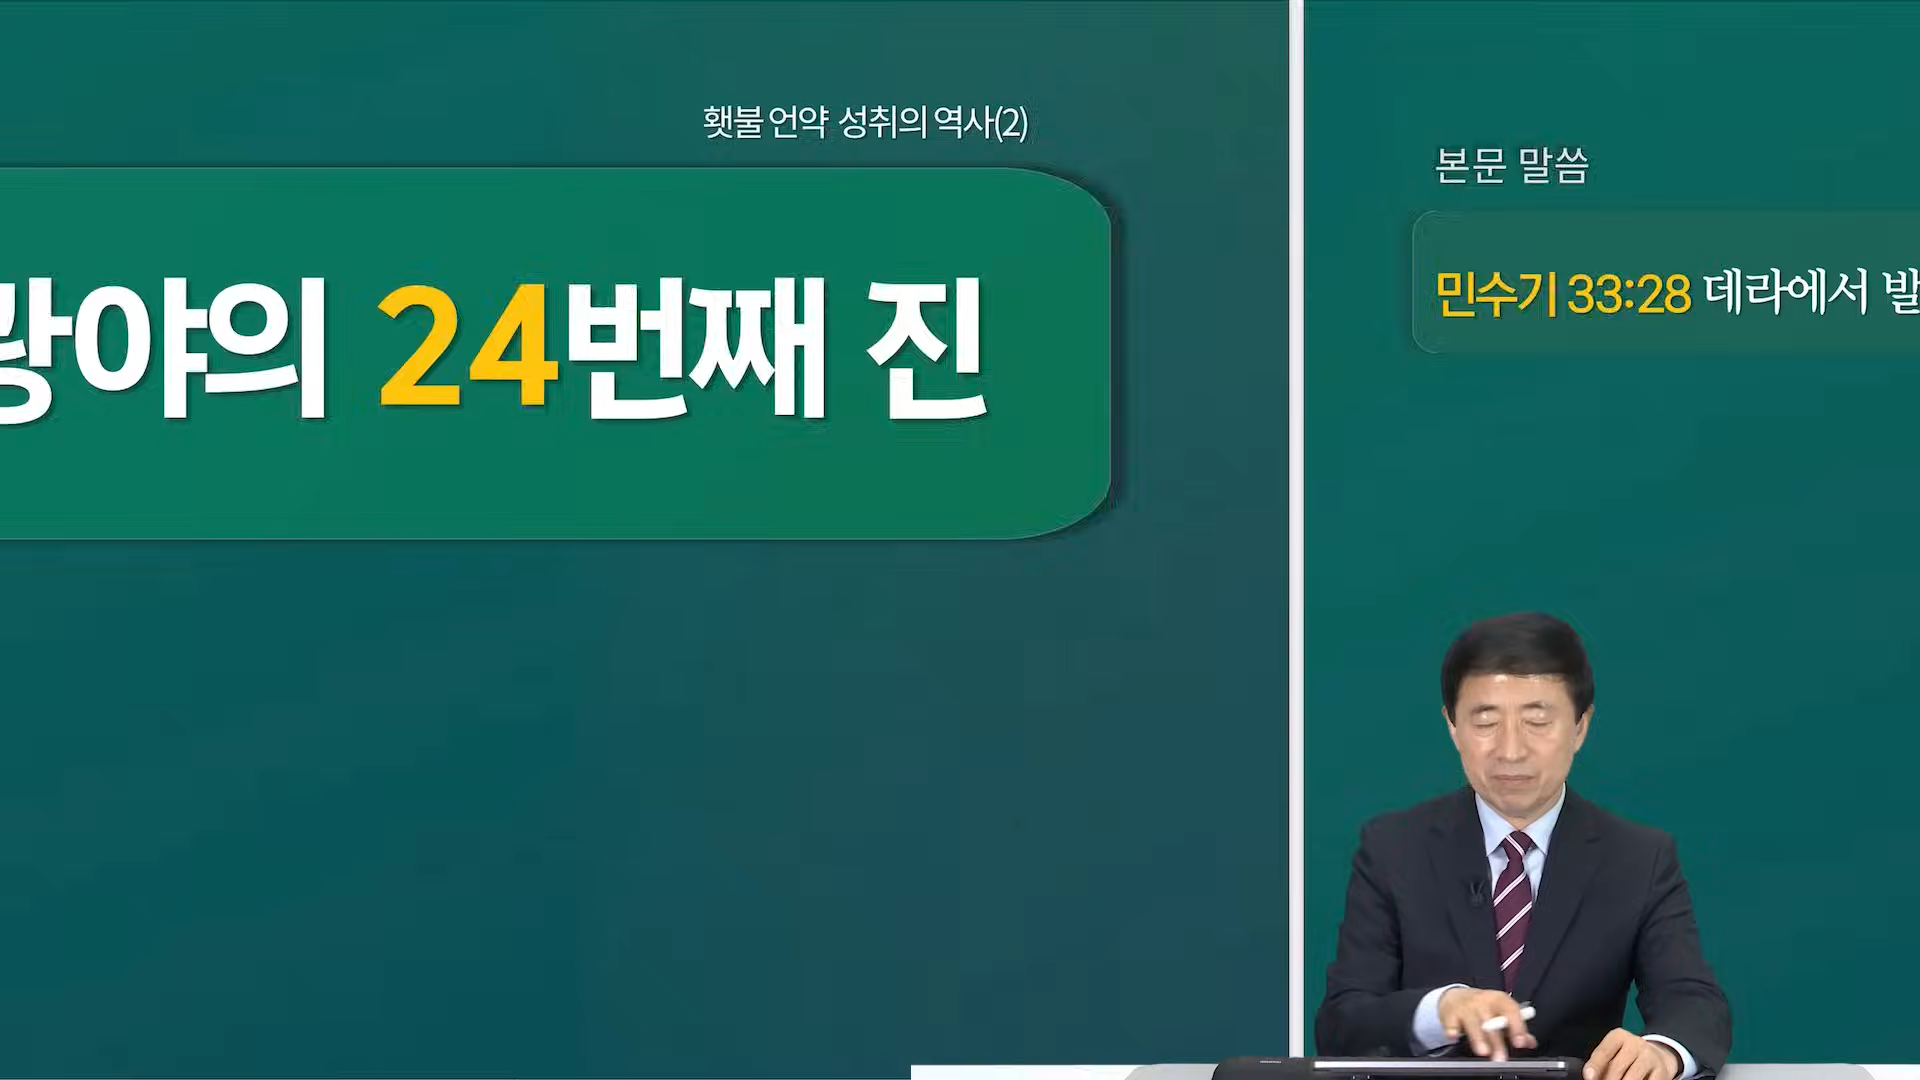 횃불 언약 성취의 역사(2)
광야의 24번째 진
본문 말씀
민수기 33:28 데라에서 발